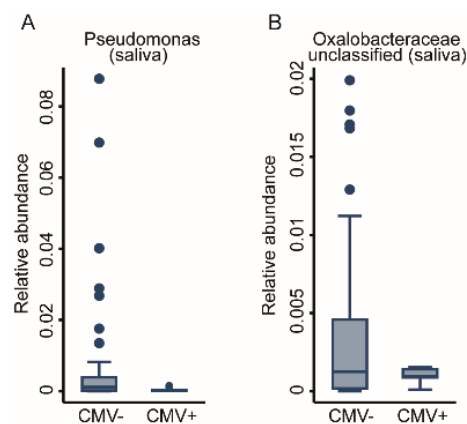 A
Pseudomonas
(saliva)
Relative abundance
0.08
0.06
0.04
0.02
0
CMV-
CMV+
B
Oxalobacteraceae
unclassified (saliva)
Relative abundance
0.02
0.015
0.01
0.005
0
CMV-
CMV+